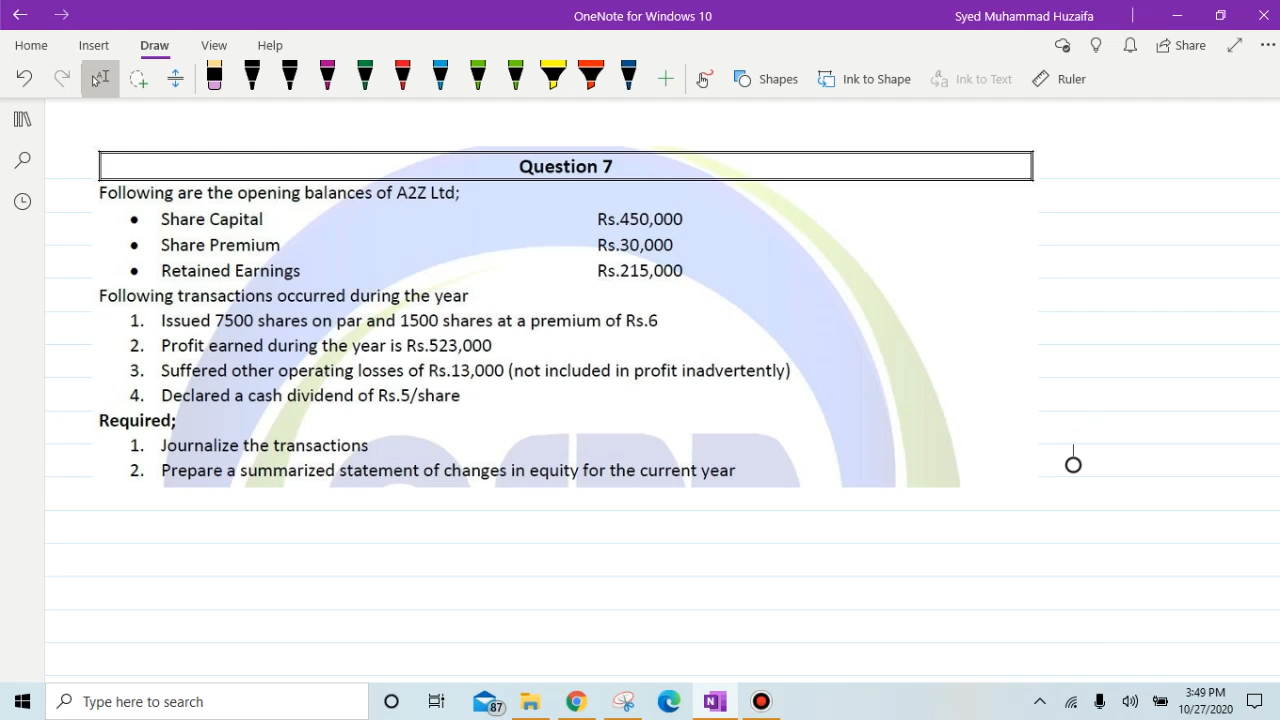 OneNote for Windows 10
Syed Muhammad Huzaifa
Home Insert Draw View Help
Share
Shapes Ink to Shape Ink to Text Ruler
Question 7
Following are the opening balances of A2Z Ltd;
• Share Capital Rs.450,000
• Share Premium Rs.30,000
• Retained Earnings Rs.215,000
Following transactions occurred during the year
1. Issued 7500 shares on par and 1500 shares at a premium of Rs.6
2. Profit earned during the year is Rs.523,000
3. Suffered other operating losses of Rs.13,000 (not included in profit inadvertently)
4. Declared a cash dividend of Rs.5/share
Required;
1. Journalize the transactions
2. Prepare a summarized statement of changes in equity for the current year
Type here to search
87
3:49 PM
10/27/2020